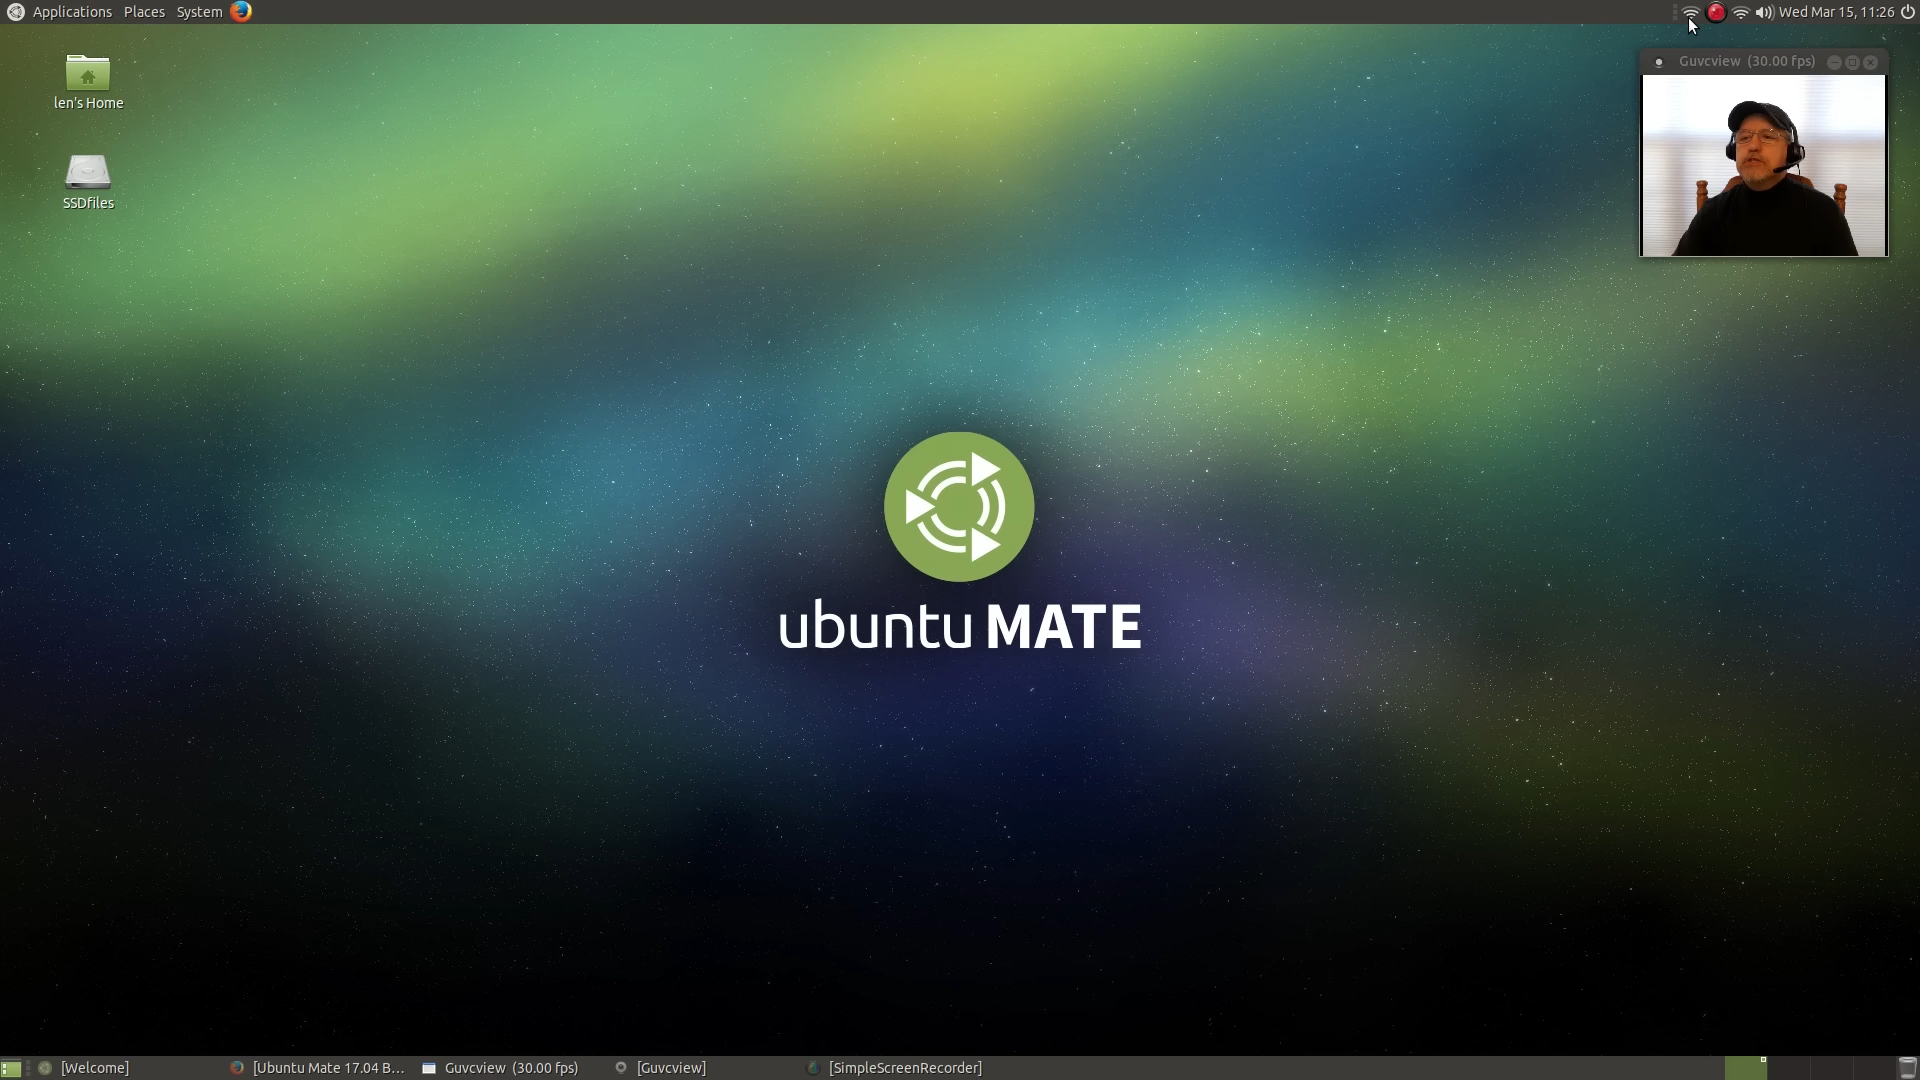 Applications Places System
Wed Mar 15, 11:26
Guvcview (30.00 fps)
len's Home
SSDfiles
ubuntu MATE
[Welcome]
[Ubuntu Mate 17.04 B...
Guvcview (30.00 fps)
[Guvcview]
[SimpleScreenRecorder]